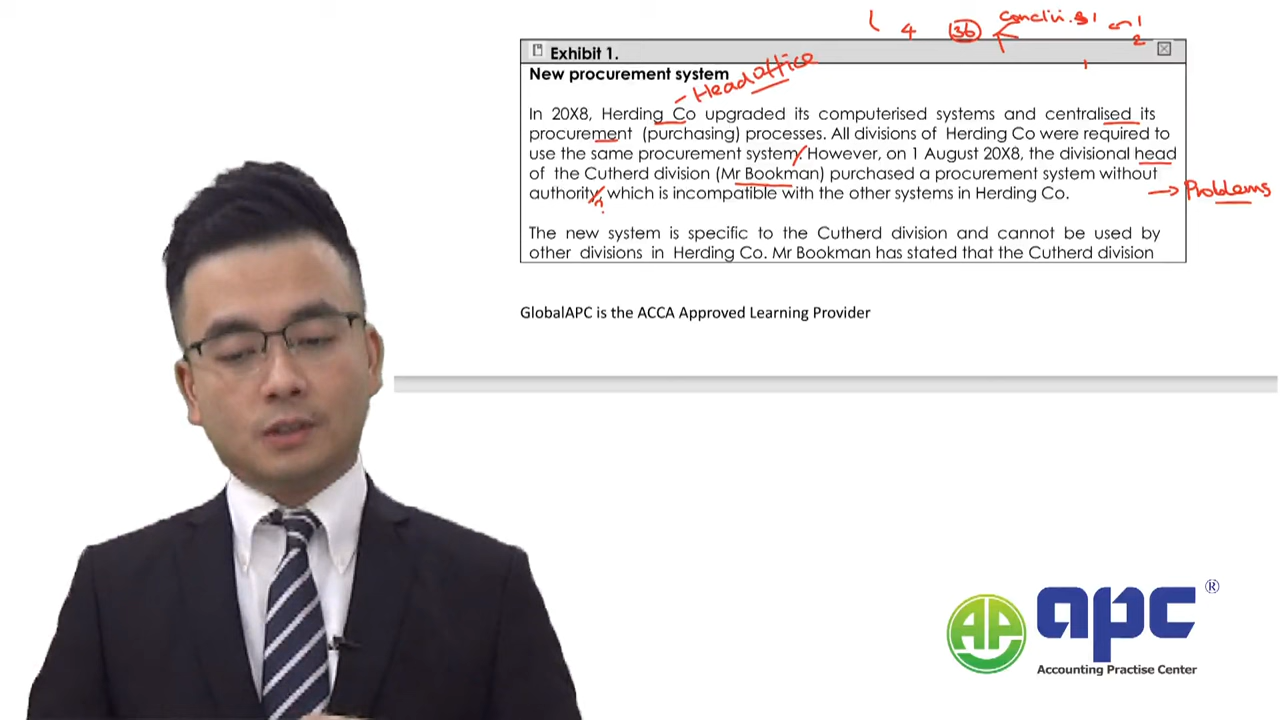 4 36
1
2
1
Exhibit 1.
New procurement system
- Head office
In 20X8, Herding Co upgraded its computerised systems and centralised its
procurement (purchasing) processes. All divisions of Herding Co were required to
use the same procurement system. However, on 1 August 20X8, the divisional head
of the Cutherd division (Mr Bookman) purchased a procurement system without
authority, which is incompatible with the other systems in Herding Co.
→ Problems
The new system is specific to the Cutherd division and cannot be used by
other divisions in Herding Co. Mr Bookman has stated that the Cutherd division
GlobalAPC is the ACCA Approved Learning Provider
AP apc ®
Accounting Practise Center